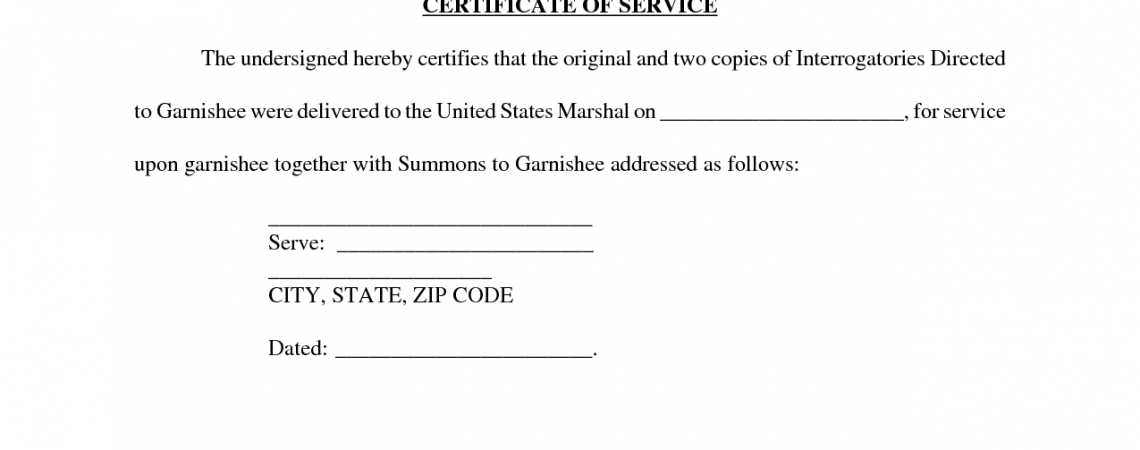 CERTIFICATE OF SERVICE
The undersigned hereby certifies that the original and two copies of Interrogatories Directed
to Garnishee were delivered to the United States Marshal on ______________________, for service
upon garnishee together with Summons to Garnishee addressed as follows:
_____________________________
Serve: _______________________
____________________
CITY, STATE, ZIP CODE
Dated: _______________________.